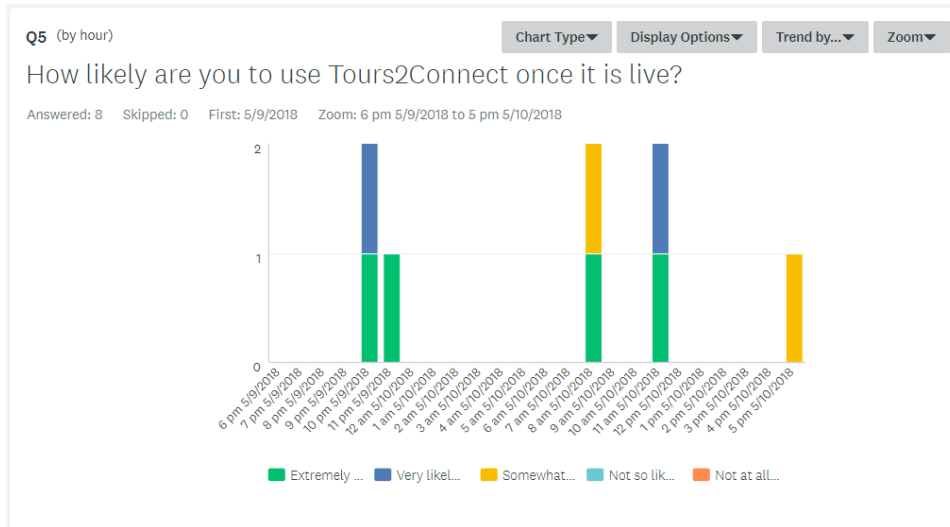 Q5 (by hour)
Chart Type Display Options Trend by... Zoom
How likely are you to use Tours2Connect once it is live?
Answered: 8 Skipped: 0 First: 5/9/2018 Zoom: 6 pm 5/9/2018 to 5 pm 5/10/2018
2
1
0
6 pm 5/9/2018
7 pm 5/9/2018
8 pm 5/9/2018
9 pm 5/9/2018
10 pm 5/9/2018
11 pm 5/9/2018
12 am 5/10/2018
1 am 5/10/2018
2 am 5/10/2018
3 am 5/10/2018
4 am 5/10/2018
5 am 5/10/2018
6 am 5/10/2018
7 am 5/10/2018
8 am 5/10/2018
9 am 5/10/2018
10 am 5/10/2018
11 am 5/10/2018
12 pm 5/10/2018
1 pm 5/10/2018
2 pm 5/10/2018
3 pm 5/10/2018
4 pm 5/10/2018
5 pm 5/10/2018
Extremely ... Very likel... Somewhat... Not so lik... Not at all...